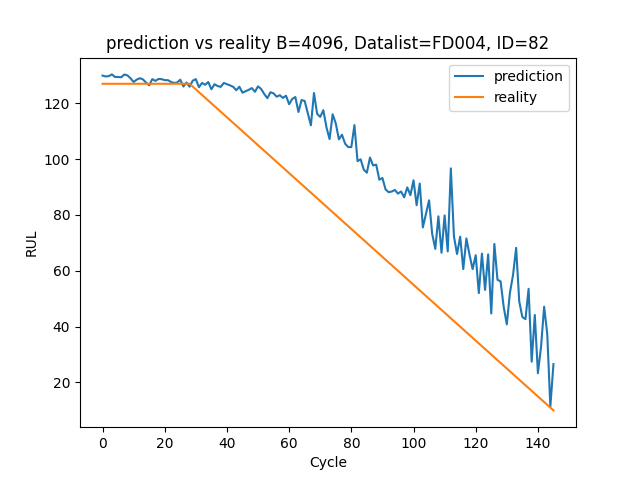 prediction vs reality B=4096, Datalist=FD004, ID=82
prediction
reality
RUL
120
100
80
60
40
20
0 20 40 60 80 100 120 140
Cycle